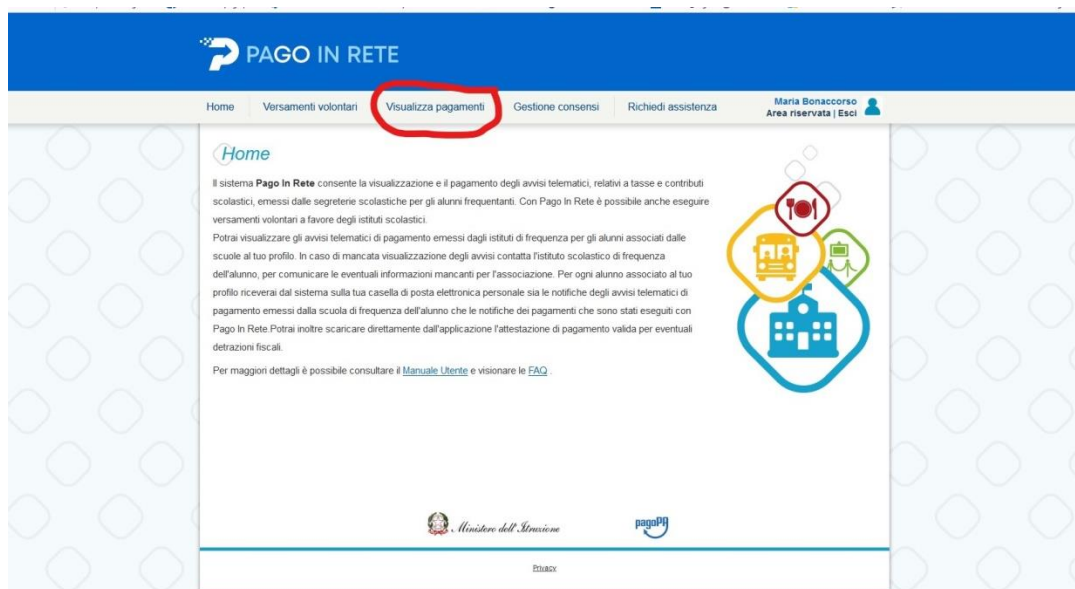 PAGO IN RETE
Home Versamenti volontari Visualizza pagamenti Gestione consensi Richiedi assistenza
Maria Bonaccorso
Area riservata | Esci
Home
Il sistema Pago In Rete consente la visualizzazione e il pagamento degli avvisi telematici, relativi a tasse e contributi
scolastici, emessi dalle segreterie scolastiche per gli alunni frequentanti. Con Pago In Rete è possibile anche eseguire
versamenti volontari a favore degli istituti scolastici.
Potrai visualizzare gli avvisi telematici di pagamento emessi dagli istituti di frequenza per gli alunni associati dalle
scuole al tuo profilo. In caso di mancata visualizzazione degli avvisi contatta l'istituto scolastico di frequenza
dell'alunno, per comunicare le eventuali informazioni mancanti per l'associazione. Per ogni alunno associato al tuo
profilo riceverai dal sistema sulla tua casella di posta elettronica personale sia le notifiche degli avvisi telematici di
pagamento emessi dalla scuola di frequenza dell'alunno che le notifiche dei pagamenti che sono stati eseguiti con
Pago In Rete.Potrai inoltre scaricare direttamente dall'applicazione l'attestazione di pagamento valida per eventuali
detrazioni fiscali.
Per maggiori dettagli è possibile consultare il Manuale Utente e visionare le FAQ .
Ministero dell'Istruzione
pagoPA
Privacy